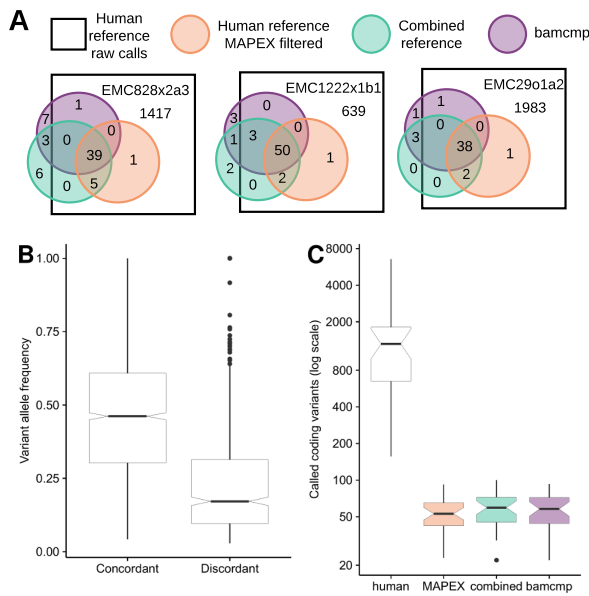 A
Human
reference
raw calls
Human reference
MAPEX filtered
Combined
reference
bamcmp
EMC828x2a3
1417
1
7
0
3
0
39
1
6
0
5
EMC1222x1b1
639
0
3
0
1
3
50
1
2
0
2
EMC29o1a2
1983
1
1
0
0
3
38
1
0
0
2
B
Variant allele frequency
1.00
0.75
0.50
0.25
0.00
Concordant
Discordant
C
Called coding variants (log scale)
8000
4000
2000
800
400
200
100
50
20
human
MAPEX
combined
bamcmp